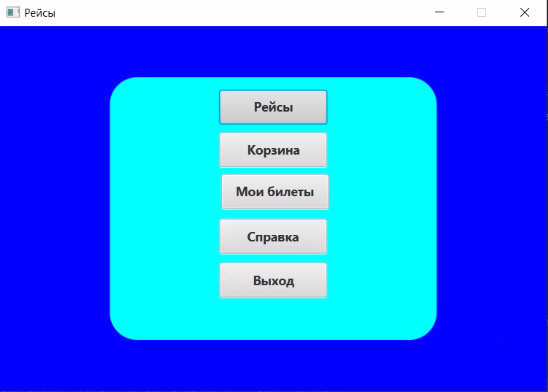 Рейсы
Рейсы
Корзина
Мои билеты
Справка
Выход